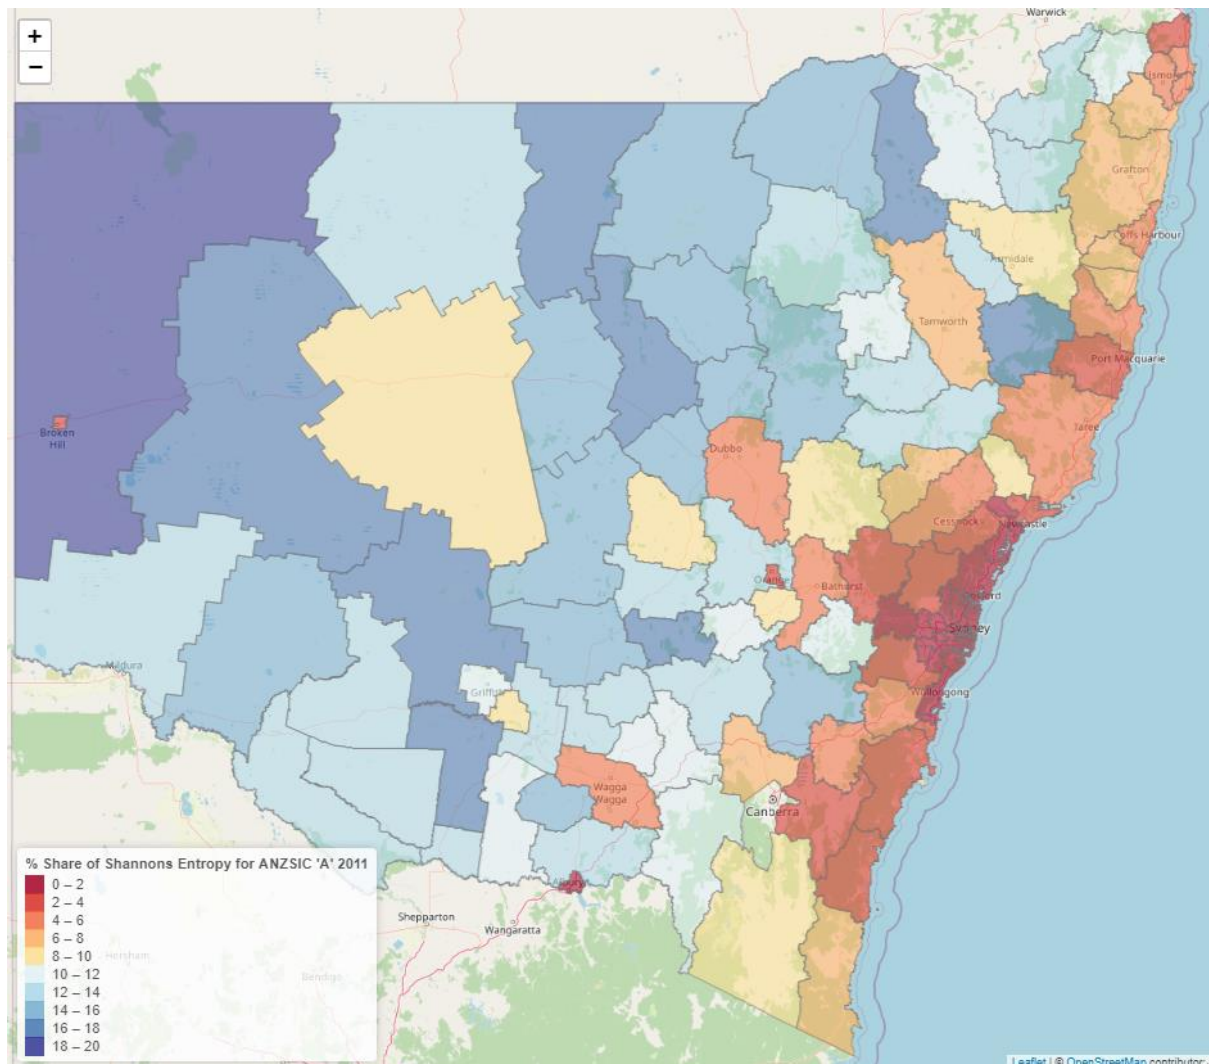 Warwick
+
−
Lismore
Grafton
Coffs Harbour
Armidale
Tamworth
Port Macquarie
Broken
Hill
Taree
Dubbo
Cessnock
Newcastle
Orange
Bathurst
Gosford
Sydney
Mildura
Griffith
Wollongong
Wagga
Wagga
Canberra
% Share of Shannons Entropy for ANZSIC 'A' 2011
0 – 2
2 – 4
4 – 6
6 – 8
8 – 10
10 – 12
12 – 14
14 – 16
16 – 18
18 – 20
Albury
Shepparton
Wangaratta
Horsham
Bendigo
Leaflet | © OpenStreetMap contributor